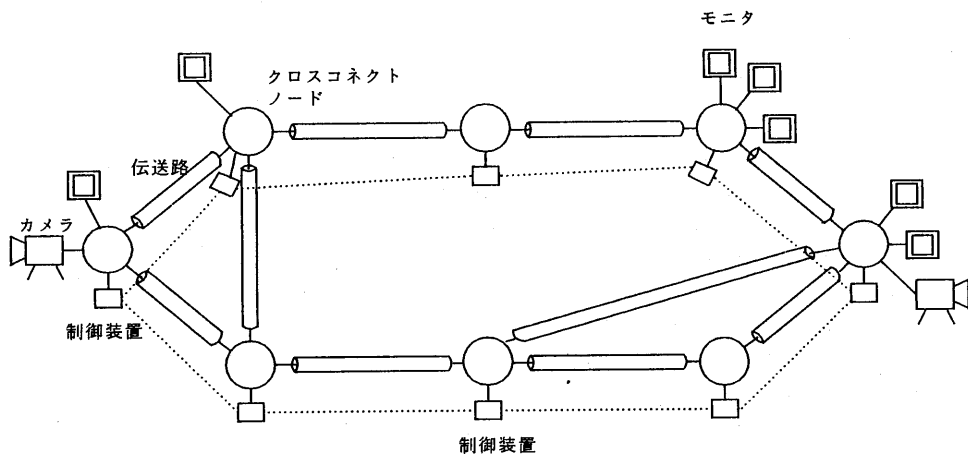 モニタ
クロスコネクト
ノード
伝送路
カメラ
制御装置
制御装置